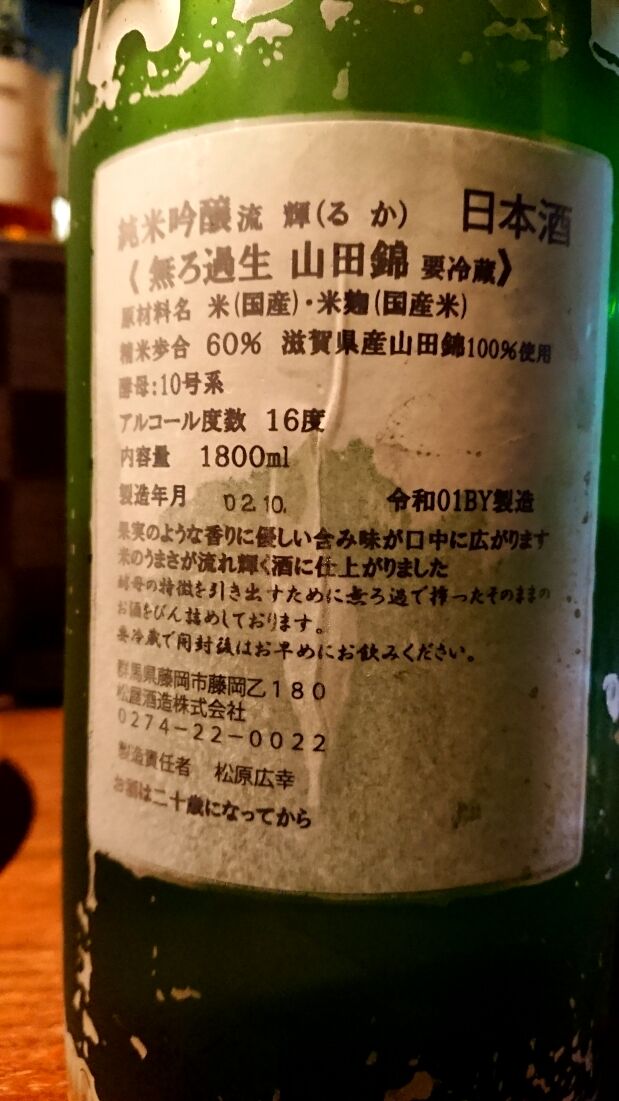 純米吟醸 流 輝(る か) 日本酒
《 無ろ過生 山田錦 要冷蔵》
原材料名 米(国産)・米麹(国産米)
精米歩合 60% 滋賀県産山田錦100%使用
酵母:10号系
アルコール度数 16度
内容量 1800ml
製造年月 02.10. 令和01BY製造
果実のような香りに優しい含み味が口中に広がります
米のうまさが流れ輝く酒に仕上がりました
酵母の特徴を引き出すために無ろ過で搾ったそのままの
お酒をびん詰めしております。
要冷蔵で開封後はお早めにお飲みください。
群馬県藤岡市藤岡乙180
松屋酒造株式会社
0274-22-0022
製造責任者 松原広幸
お酒は二十歳になってから